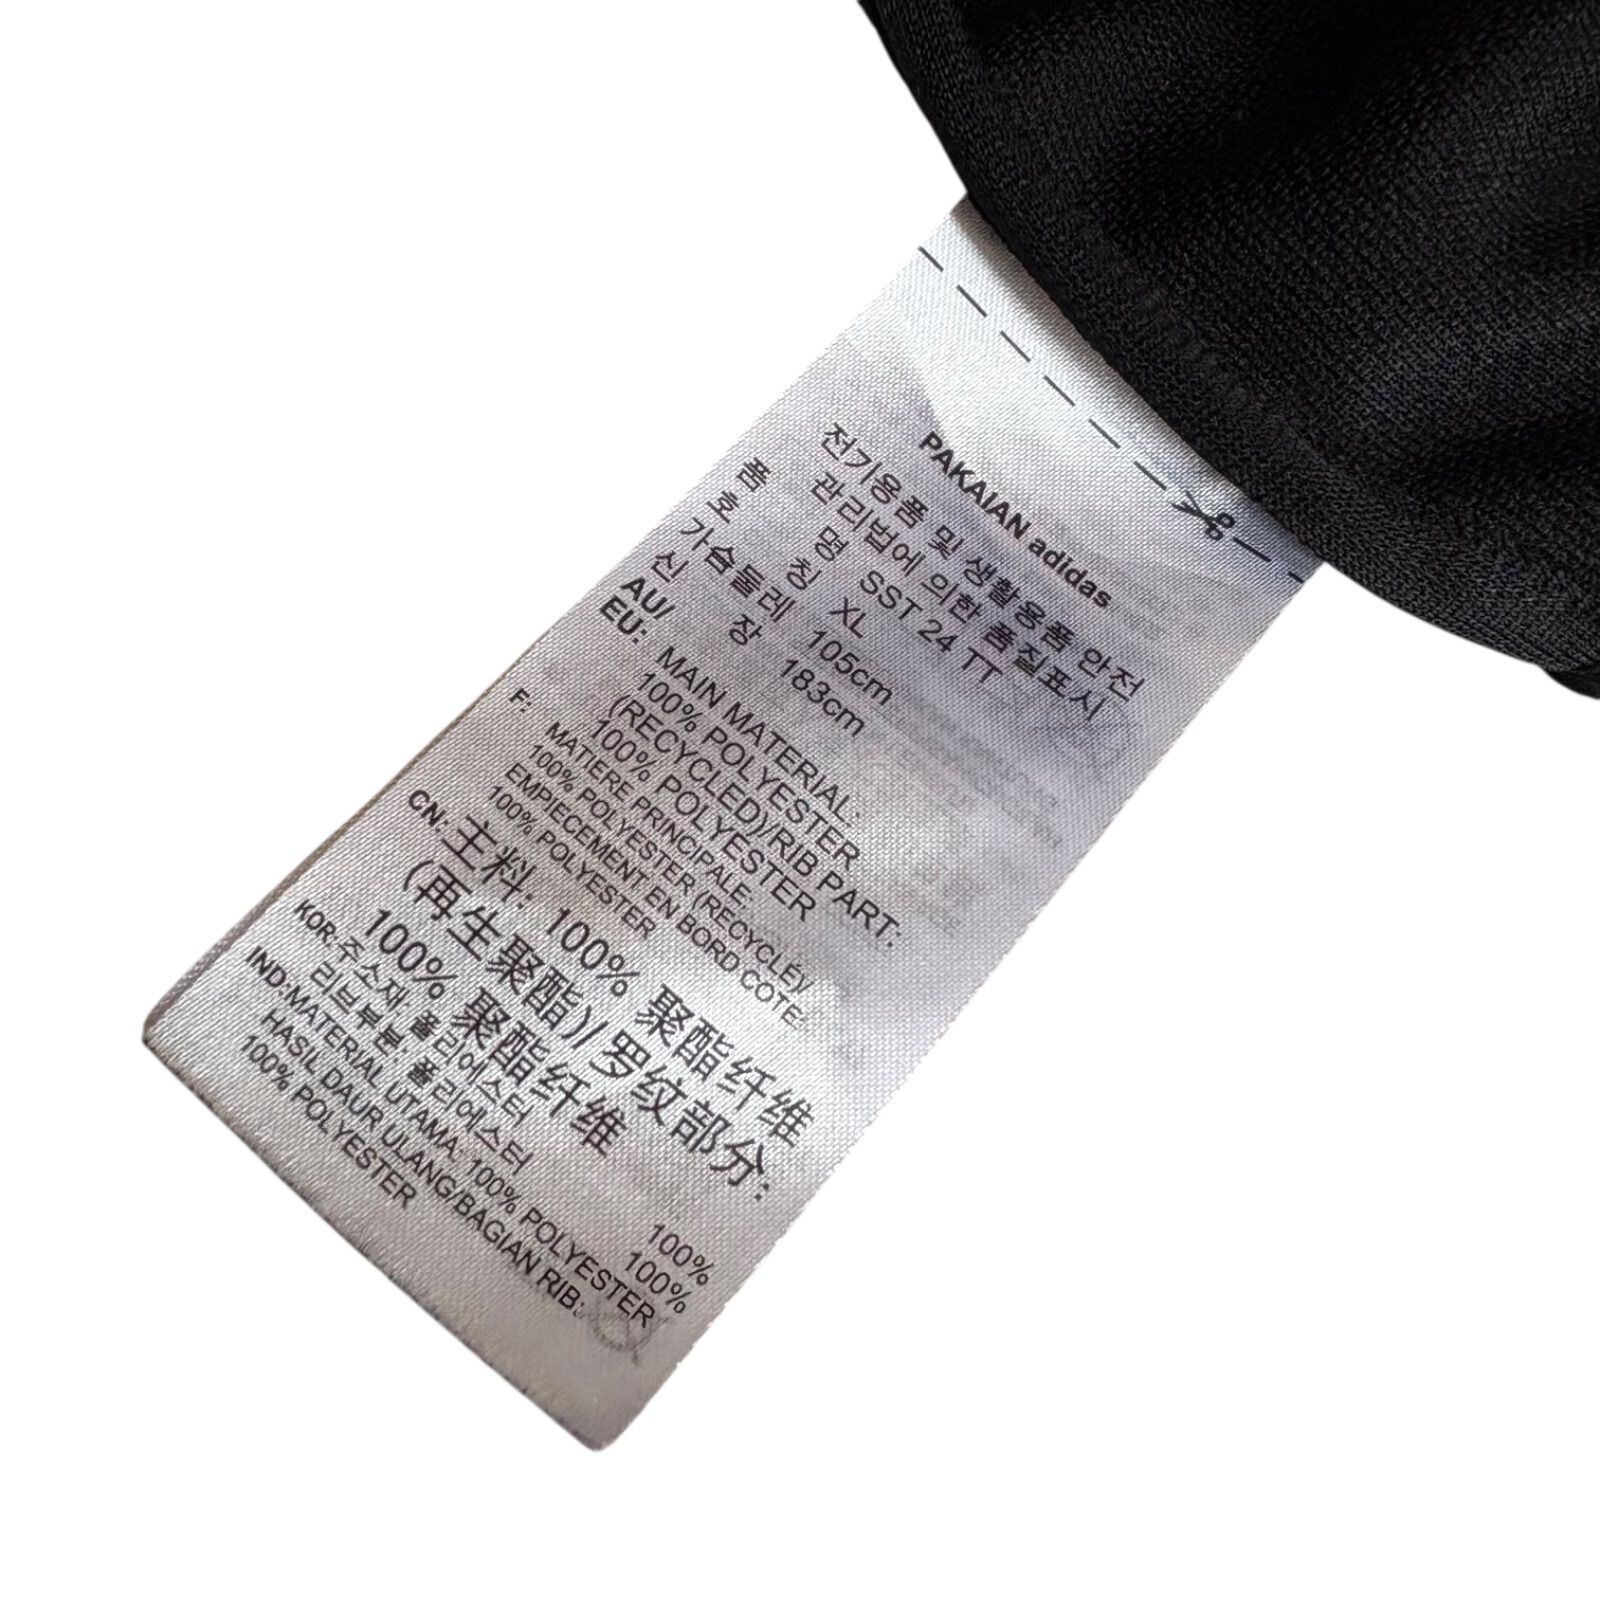 PAKAIAN adidas
전기용품 및 생활용품 안전
관리법에 의한 품질표시
품 명 SST 24 TT
호 칭 XL
가슴둘레 105cm
신 장 183cm
AU/
EU: MAIN MATERIAL:
100% POLYESTER
(RECYCLED)/RIB PART:
100% POLYESTER
F: MATIERE PRINCIPALE:
100% POLYESTER (RECYCLÉ)/
EMPIECEMENT EN BORD COTE:
100% POLYESTER
CN: 主料: 100% 聚酯纤维
(再生聚酯)/罗纹部分:
100% 聚酯纤维
KOR: 주소재: 폴리에스터 100%
리브부분: 폴리에스터 100%
IND: MATERIAL UTAMA: 100% POLYESTER
HASIL DAUR ULANG/BAGIAN RIB:
100% POLYESTER